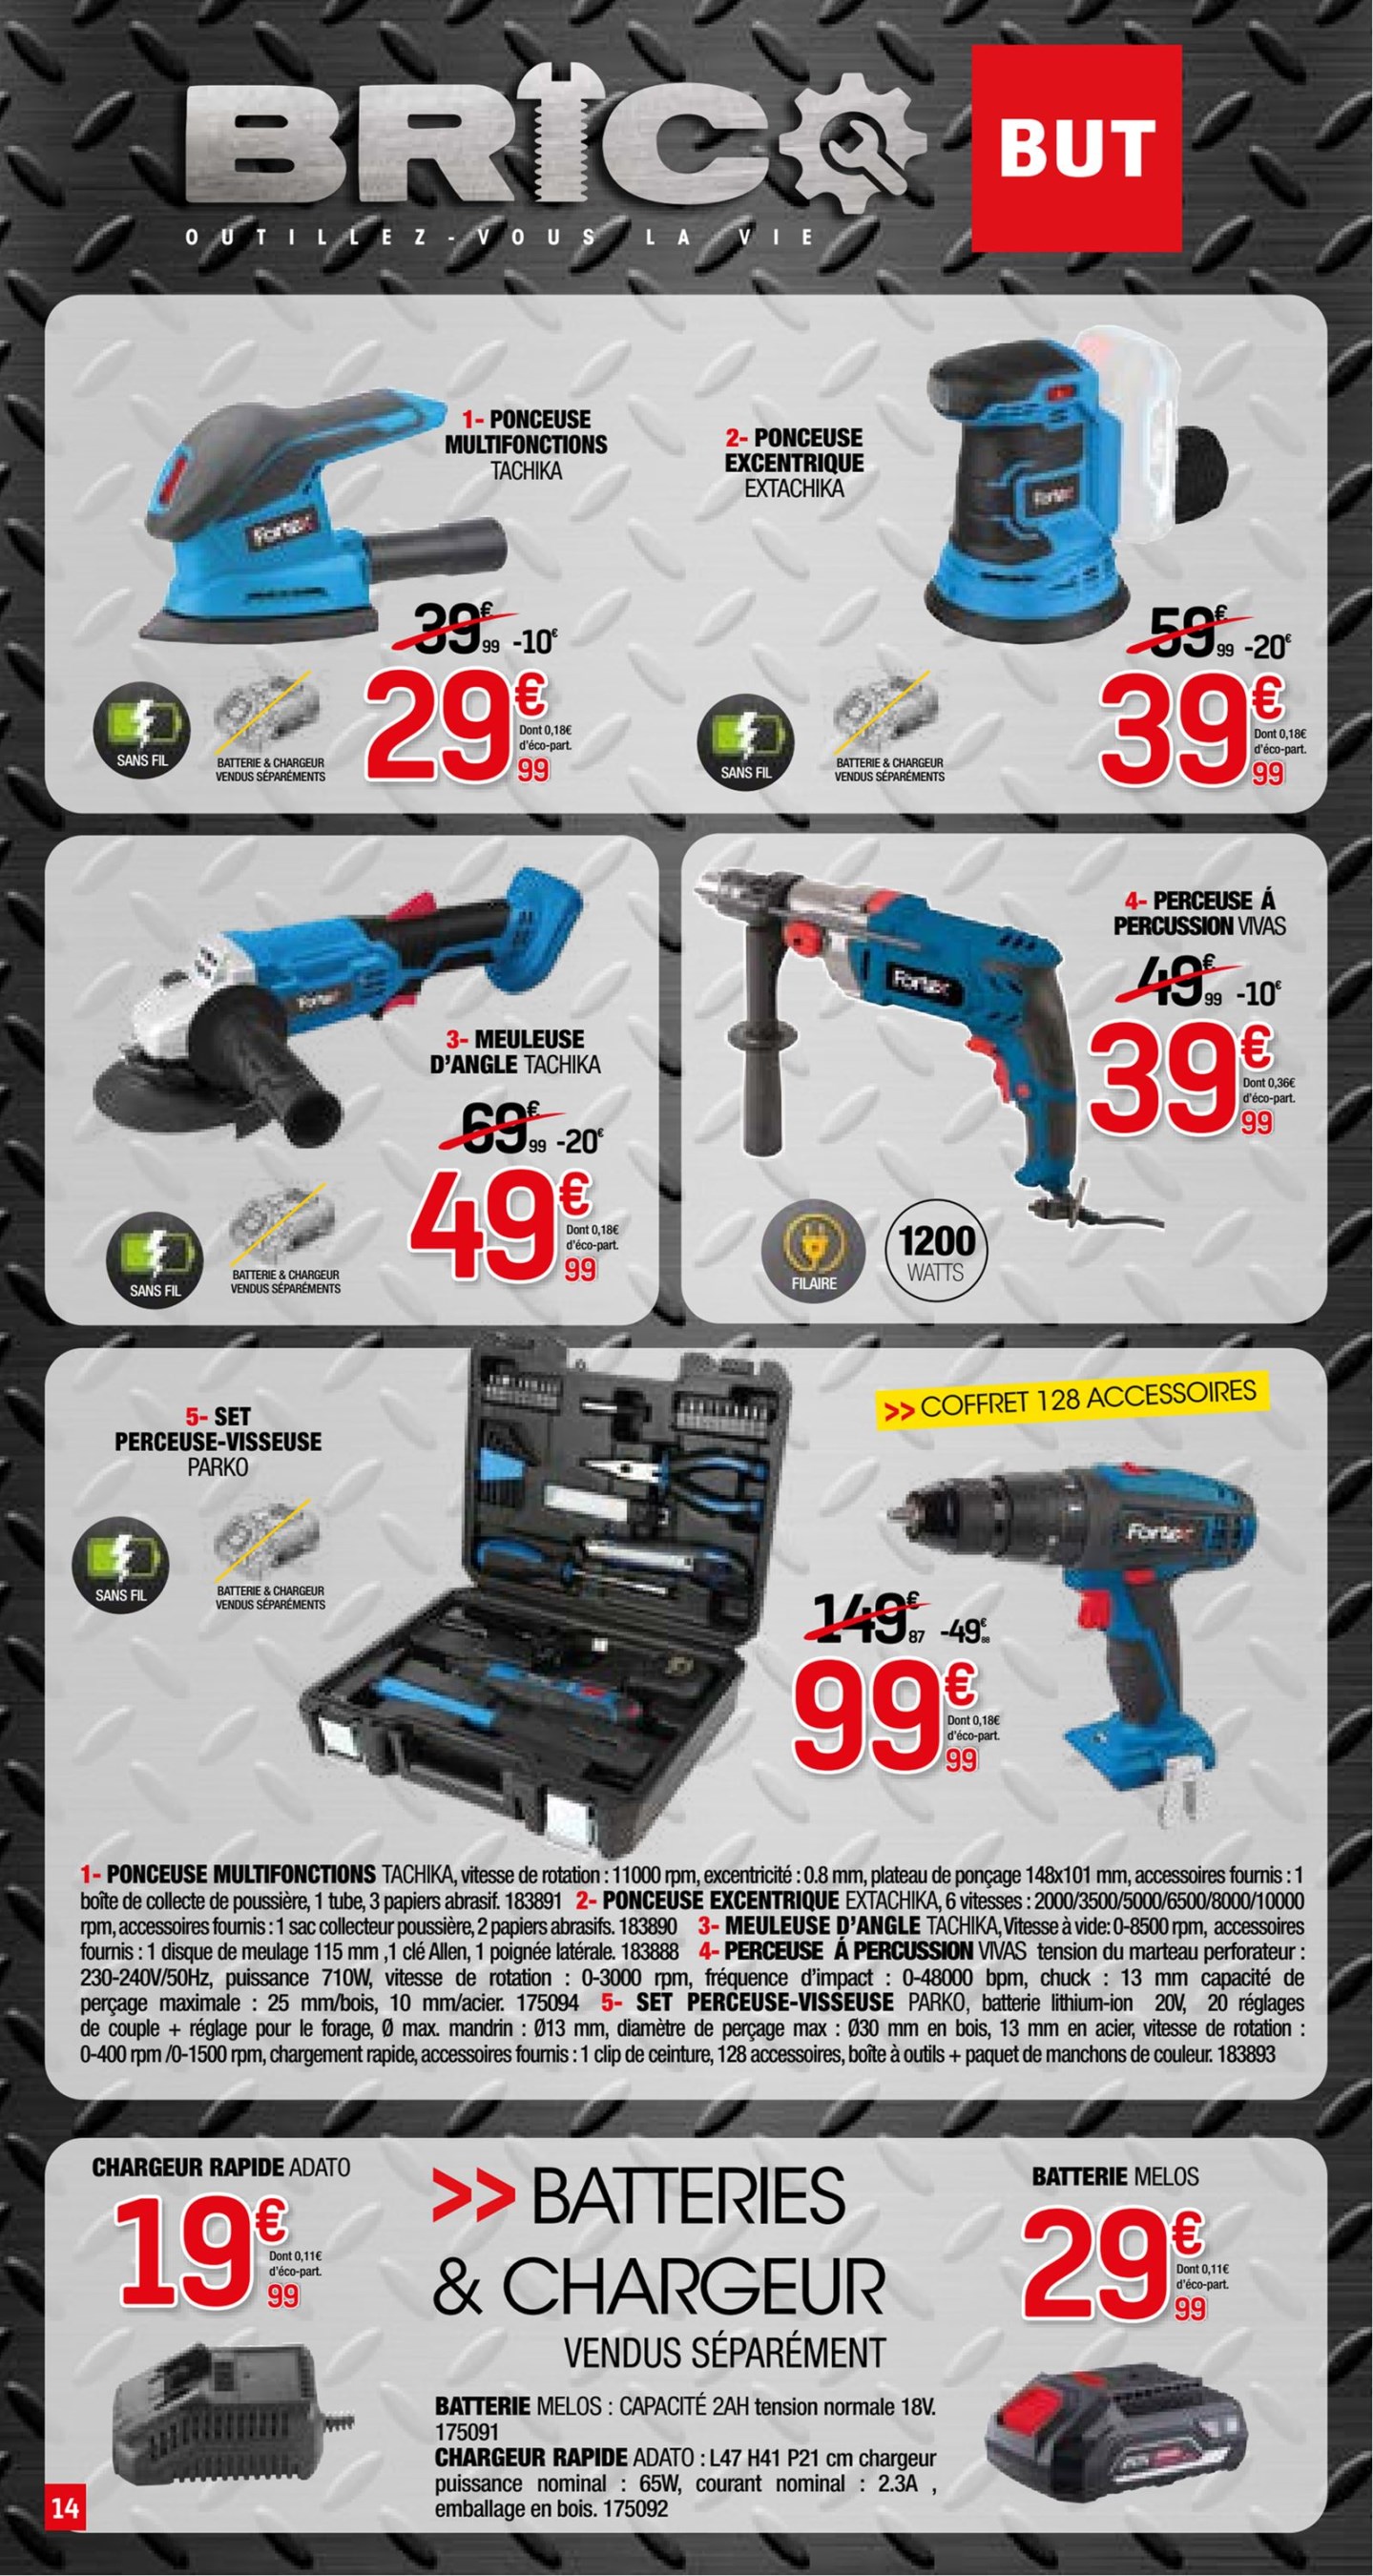 BRICO
BUT
OUTILLEZ-VOUS LA VIE
1- PONCEUSE
MULTIFONCTIONS
TACHIKA
Fortex
39€99 -10€
29€99
Dont 0,18€
d'éco-part.
SANS FIL
BATTERIE & CHARGEUR
VENDUS SÉPARÉMENTS
2- PONCEUSE
EXCENTRIQUE
EXTACHIKA
Fortex
59€99 -20€
39€99
Dont 0,18€
d'éco-part.
SANS FIL
BATTERIE & CHARGEUR
VENDUS SÉPARÉMENTS
3- MEULEUSE
D'ANGLE TACHIKA
Fortex
69€99 -20€
49€99
Dont 0,18€
d'éco-part.
SANS FIL
BATTERIE & CHARGEUR
VENDUS SÉPARÉMENTS
4- PERCEUSE Á
PERCUSSION VIVAS
Fortex
49€99 -10€
39€99
Dont 0,36€
d'éco-part.
FILAIRE
1200
WATTS
5- SET
PERCEUSE-VISSEUSE
PARKO
SANS FIL
BATTERIE & CHARGEUR
VENDUS SÉPARÉMENTS
>> COFFRET 128 ACCESSOIRES
Fortex
149€87 -49€88
99€99
Dont 0,18€
d'éco-part.
1- PONCEUSE MULTIFONCTIONS TACHIKA, vitesse de rotation : 11000 rpm, excentricité : 0.8 mm, plateau de ponçage 148x101 mm, accessoires fournis : 1
boîte de collecte de poussière, 1 tube, 3 papiers abrasif. 183891 2- PONCEUSE EXCENTRIQUE EXTACHIKA, 6 vitesses : 2000/3500/5000/6500/8000/10000
rpm, accessoires fournis : 1 sac collecteur poussière, 2 papiers abrasifs. 183890 3- MEULEUSE D'ANGLE TACHIKA, Vitesse à vide: 0-8500 rpm, accessoires
fournis : 1 disque de meulage 115 mm ,1 clé Allen, 1 poignée latérale. 183888 4- PERCEUSE Á PERCUSSION VIVAS tension du marteau perforateur :
230-240V/50Hz, puissance 710W, vitesse de rotation : 0-3000 rpm, fréquence d'impact : 0-48000 bpm, chuck : 13 mm capacité de
perçage maximale : 25 mm/bois, 10 mm/acier. 175094 5- SET PERCEUSE-VISSEUSE PARKO, batterie lithium-ion 20V, 20 réglages
de couple + réglage pour le forage, Ø max. mandrin : Ø13 mm, diamètre de perçage max : Ø30 mm en bois, 13 mm en acier, vitesse de rotation :
0-400 rpm /0-1500 rpm, chargement rapide, accessoires fournis : 1 clip de ceinture, 128 accessoires, boîte à outils + paquet de manchons de couleur. 183893
CHARGEUR RAPIDE ADATO
19€99
Dont 0,11€
d'éco-part.
>> BATTERIES
& CHARGEUR
VENDUS SÉPARÉMENT
BATTERIE MELOS : CAPACITÉ 2AH tension normale 18V.
175091
CHARGEUR RAPIDE ADATO : L47 H41 P21 cm chargeur
puissance nominal : 65W, courant nominal : 2.3A ,
emballage en bois. 175092
BATTERIE MELOS
29€99
Dont 0,11€
d'éco-part.
14